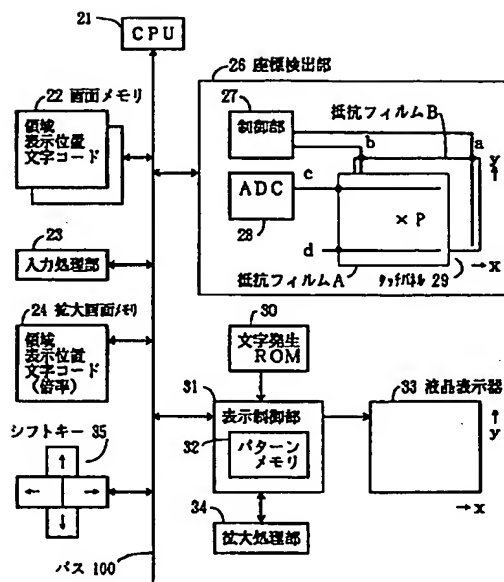 21
CPU
22 画面メモリ
領域
表示位置
文字コード
23
入力処理部
24 拡大画面メモリ
領域
表示位置
文字コード
(倍率)
シフトキー 35
↑
← →
↓
バス 100
26 座標検出部
27
制御部
抵抗フィルムB
b
a
y
ADC
c
28
× P
d
x
抵抗フィルムA
タッチパネル 29
30
文字発生
ROM
31
表示制御部
32
パターン
メモリ
33 液晶表示器
y
x
34
拡大処理部